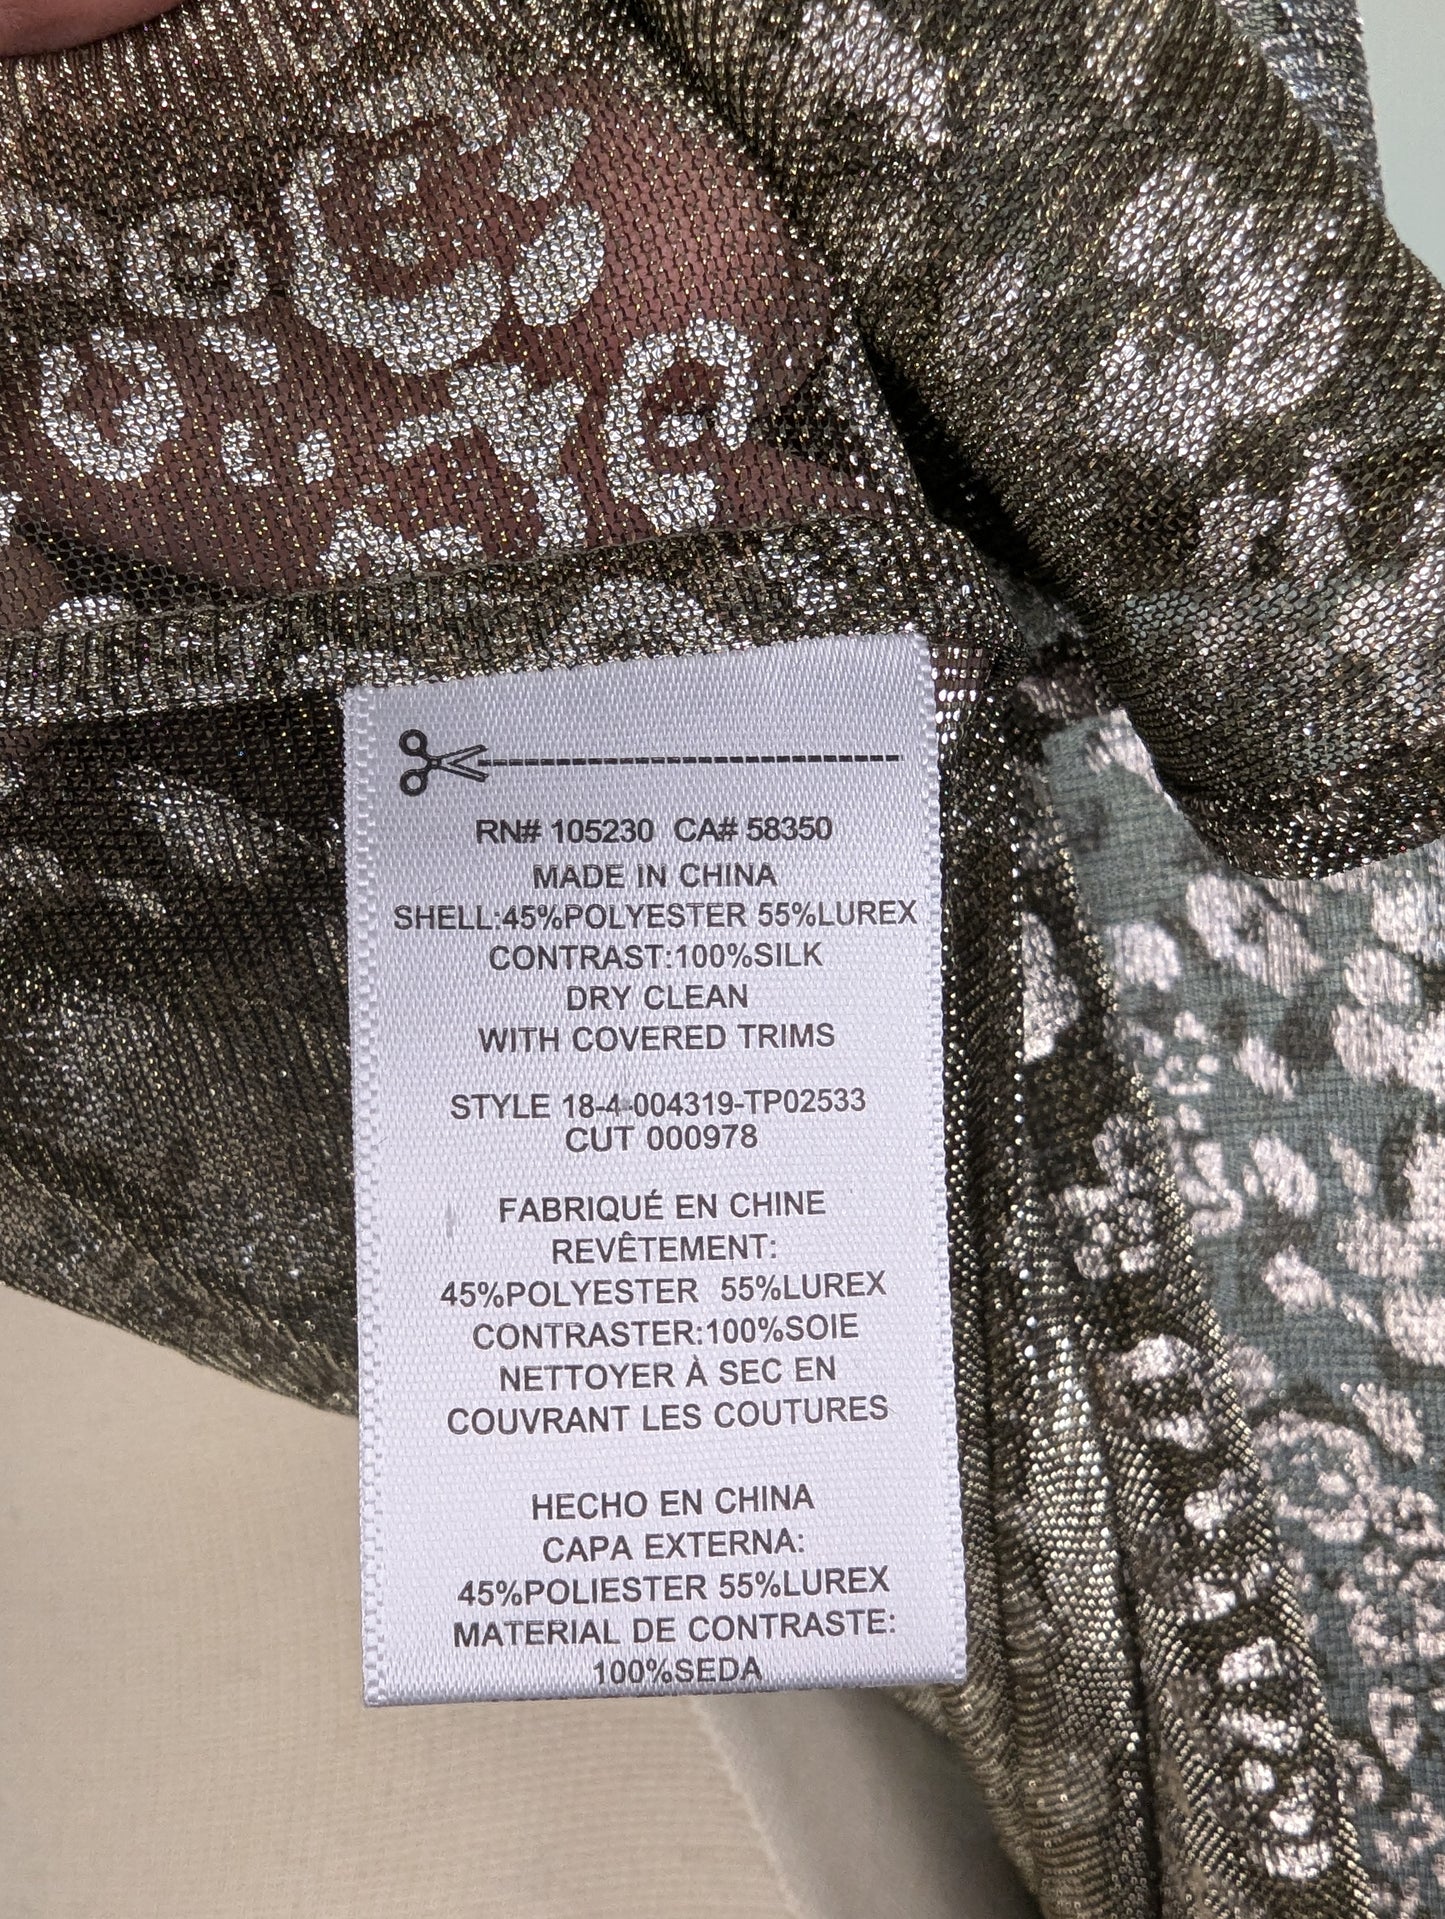 RN# 105230 CA# 58350
MADE IN CHINA
SHELL:45%POLYESTER 55%LUREX
CONTRAST:100%SILK
DRY CLEAN
WITH COVERED TRIMS
STYLE 18-4-004319-TP02533
CUT 000978
FABRIQUÉ EN CHINE
REVÊTEMENT:
45%POLYESTER 55%LUREX
CONTRASTER:100%SOIE
NETTOYER À SEC EN
COUVRANT LES COUTURES
HECHO EN CHINA
CAPA EXTERNA:
45%POLIESTER 55%LUREX
MATERIAL DE CONTRASTE:
100%SEDA